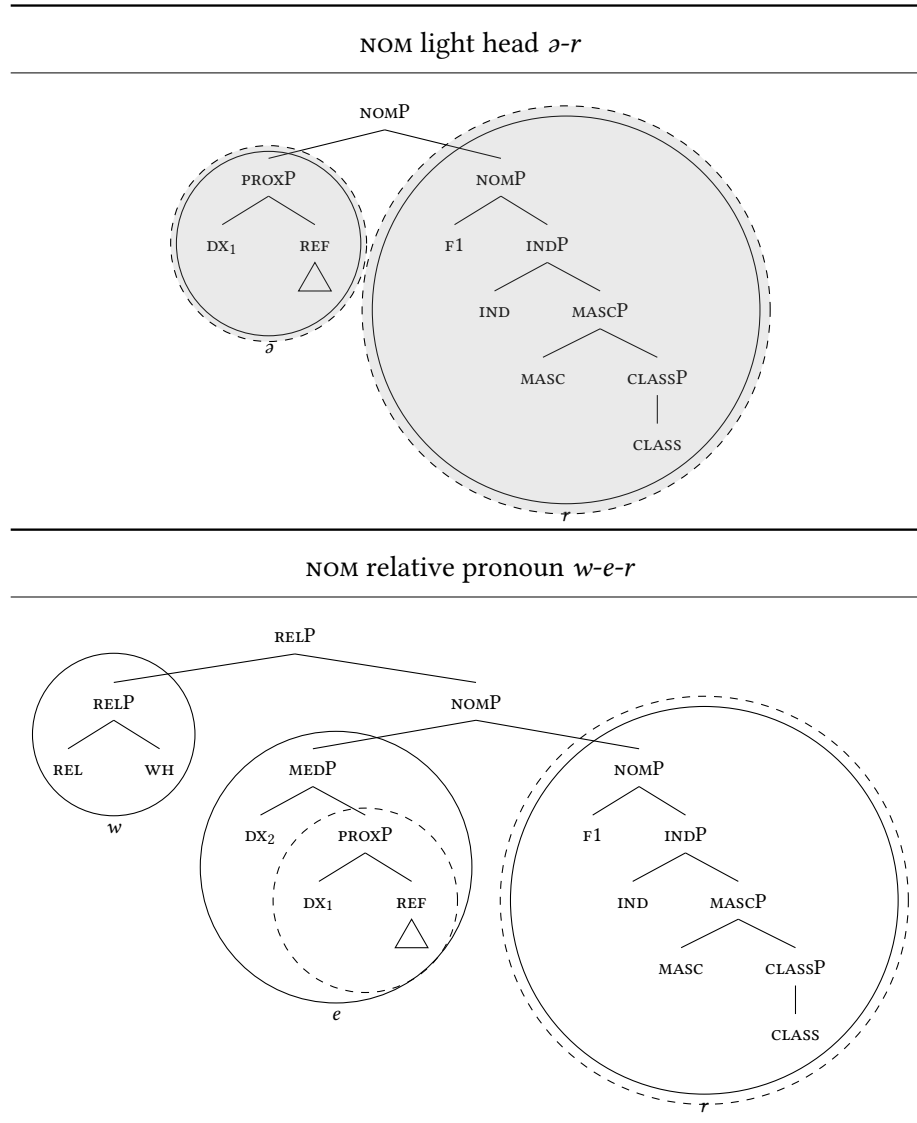 NOM light head ə-r
NOMP
PROXP NOMP
DX₁ REF F1 INDP
IND MASCP
ə
MASC CLASSP
CLASS
r
NOM relative pronoun w-e-r
RELP
RELP NOMP
REL WH MEDP NOMP
w
DX₂ PROXP F1 INDP
DX₁ REF IND MASCP
MASC CLASSP
e
CLASS
r